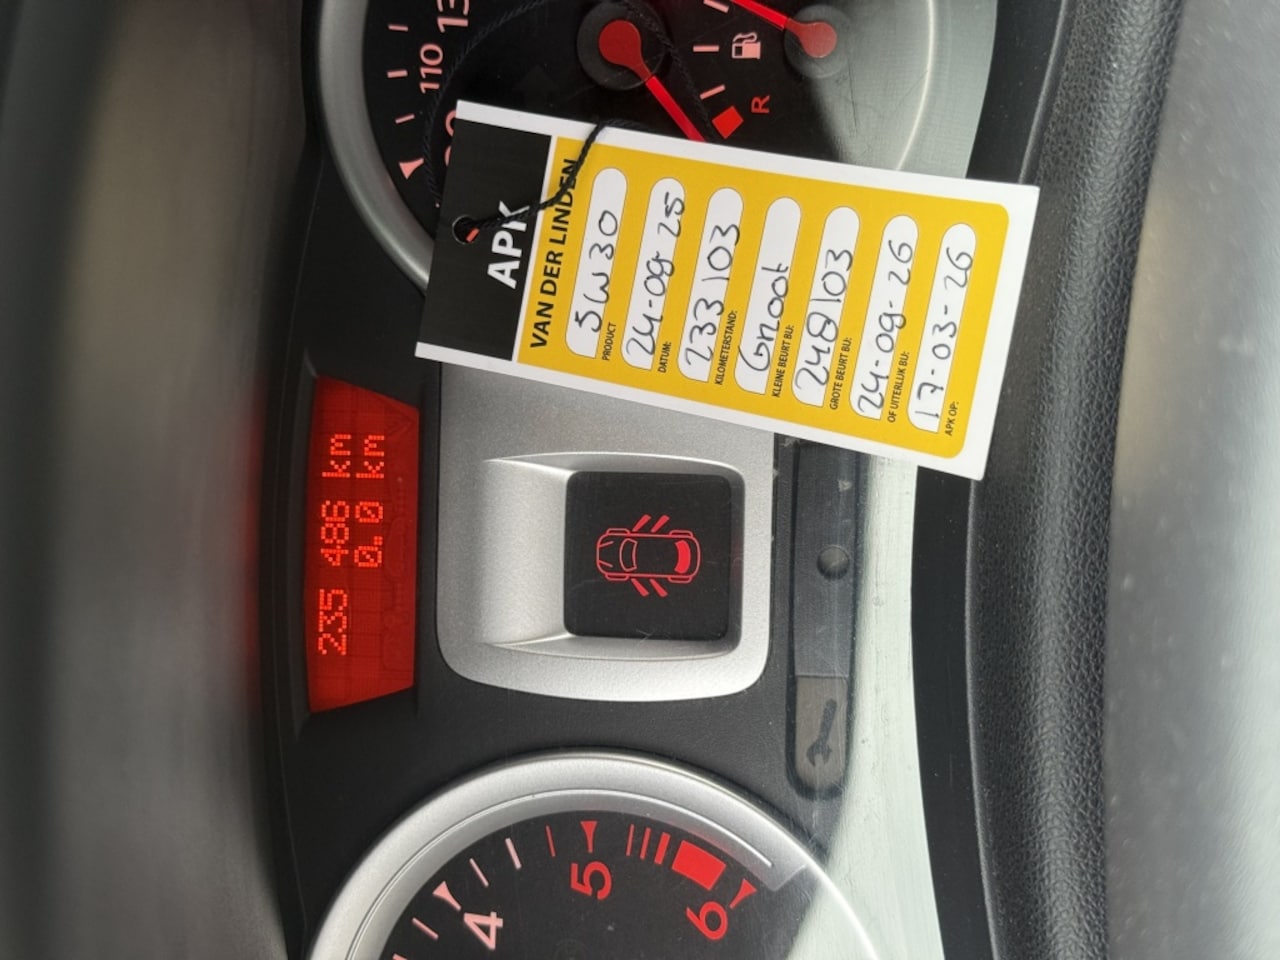 APK
VAN DER LINDEN
5W30
PRODUCT
24-09-25
DATUM:
233103
KILOMETERSTAND:
Groot
KLEINE BEURT BIJ:
248103
GROTE BEURT BIJ:
24-09-26
OF UITERLIJK BIJ:
17-03-26
APK OP:
235 486 km
0.0 km
110
R
4
5
6